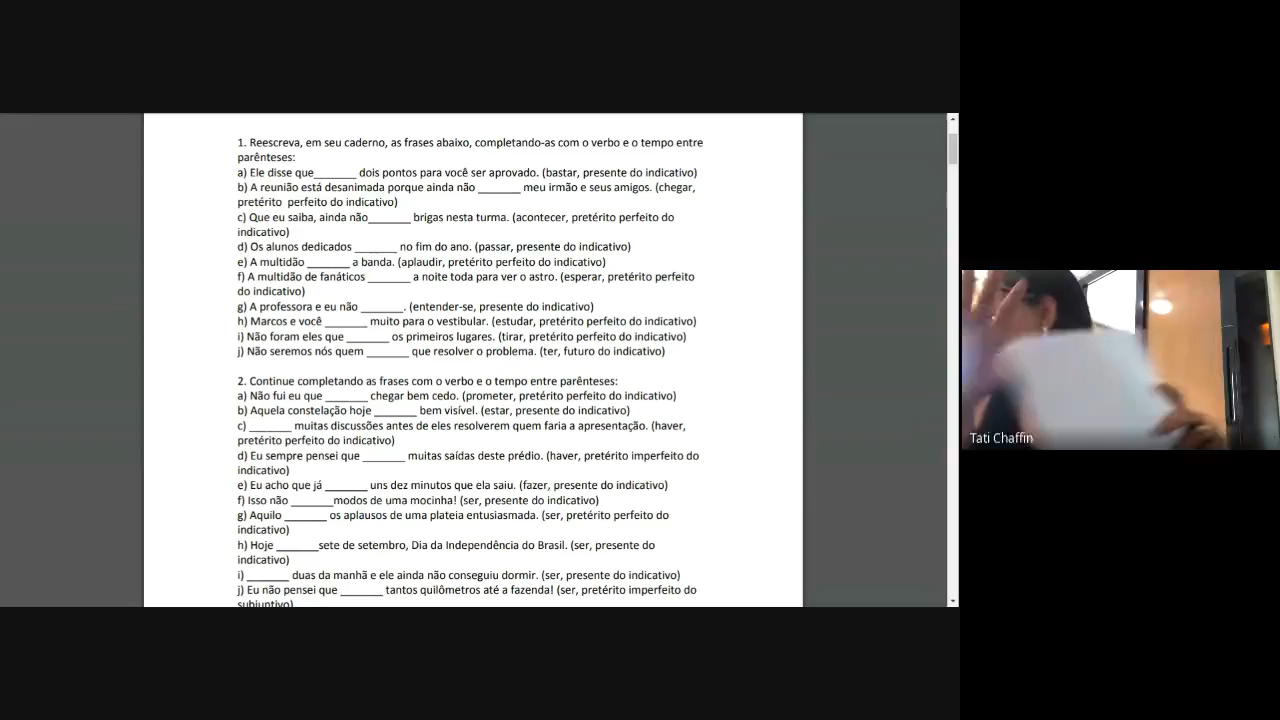 1. Reescreva, em seu caderno, as frases abaixo, completando-as com o verbo e o tempo entre
parênteses:
a) Ele disse que_______ dois pontos para você ser aprovado. (bastar, presente do indicativo)
b) A reunião está desanimada porque ainda não _______ meu irmão e seus amigos. (chegar,
pretérito perfeito do indicativo)
c) Que eu saiba, ainda não_______ brigas nesta turma. (acontecer, pretérito perfeito do
indicativo)
d) Os alunos dedicados _______ no fim do ano. (passar, presente do indicativo)
e) A multidão _______ a banda. (aplaudir, pretérito perfeito do indicativo)
f) A multidão de fanáticos _______ a noite toda para ver o astro. (esperar, pretérito perfeito
do indicativo)
g) A professora e eu não _______. (entender-se, presente do indicativo)
h) Marcos e você _______ muito para o vestibular. (estudar, pretérito perfeito do indicativo)
i) Não foram eles que _______ os primeiros lugares. (tirar, pretérito perfeito do indicativo)
j) Não seremos nós quem _______ que resolver o problema. (ter, futuro do indicativo)
2. Continue completando as frases com o verbo e o tempo entre parênteses:
a) Não fui eu que _______ chegar bem cedo. (prometer, pretérito perfeito do indicativo)
b) Aquela constelação hoje _______ bem visível. (estar, presente do indicativo)
c) _______ muitas discussões antes de eles resolverem quem faria a apresentação. (haver,
pretérito perfeito do indicativo)
d) Eu sempre pensei que _______ muitas saídas deste prédio. (haver, pretérito imperfeito do
indicativo)
e) Eu acho que já _______ uns dez minutos que ela saiu. (fazer, presente do indicativo)
f) Isso não _______modos de uma mocinha! (ser, presente do indicativo)
g) Aquilo _______ os aplausos de uma plateia entusiasmada. (ser, pretérito perfeito do
indicativo)
h) Hoje _______sete de setembro, Dia da Independência do Brasil. (ser, presente do
indicativo)
i) _______ duas da manhã e ele ainda não conseguiu dormir. (ser, presente do indicativo)
j) Eu não pensei que _______ tantos quilômetros até a fazenda! (ser, pretérito imperfeito do
subjuntivo)
Tati Chaffin